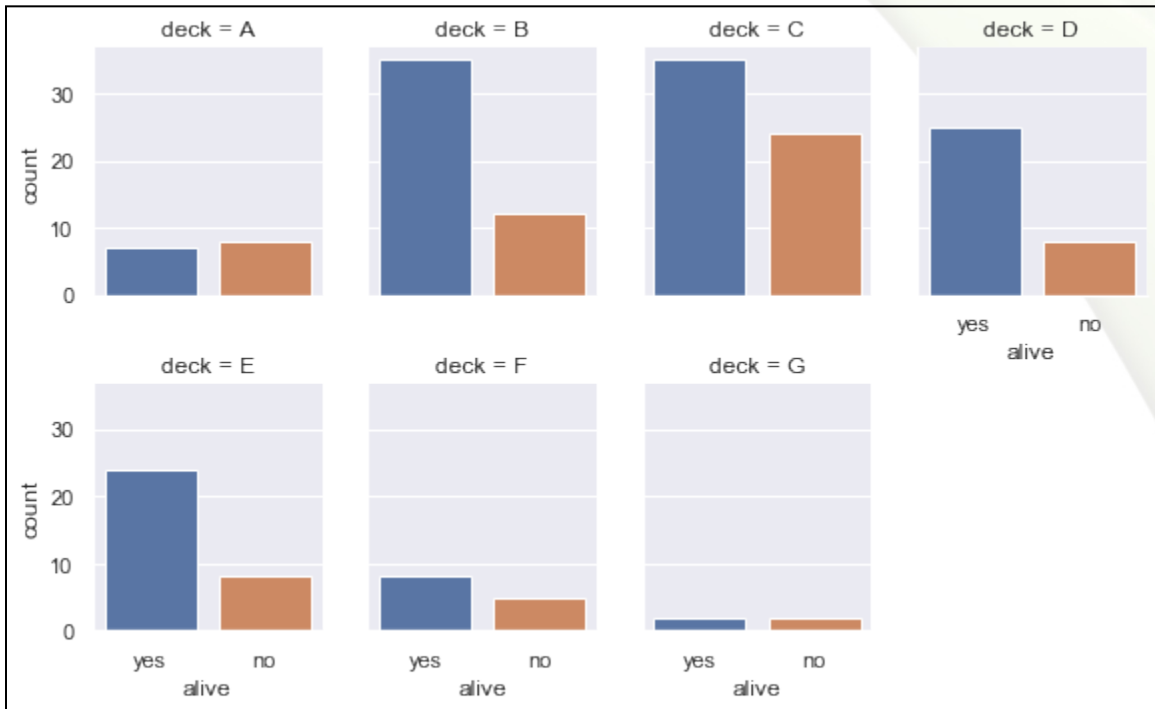 deck = A
deck = B
deck = C
deck = D
30
20
10
0
count
yes
no
alive
deck = E
deck = F
deck = G
30
20
10
0
count
yes
no
yes
no
yes
no
alive
alive
alive